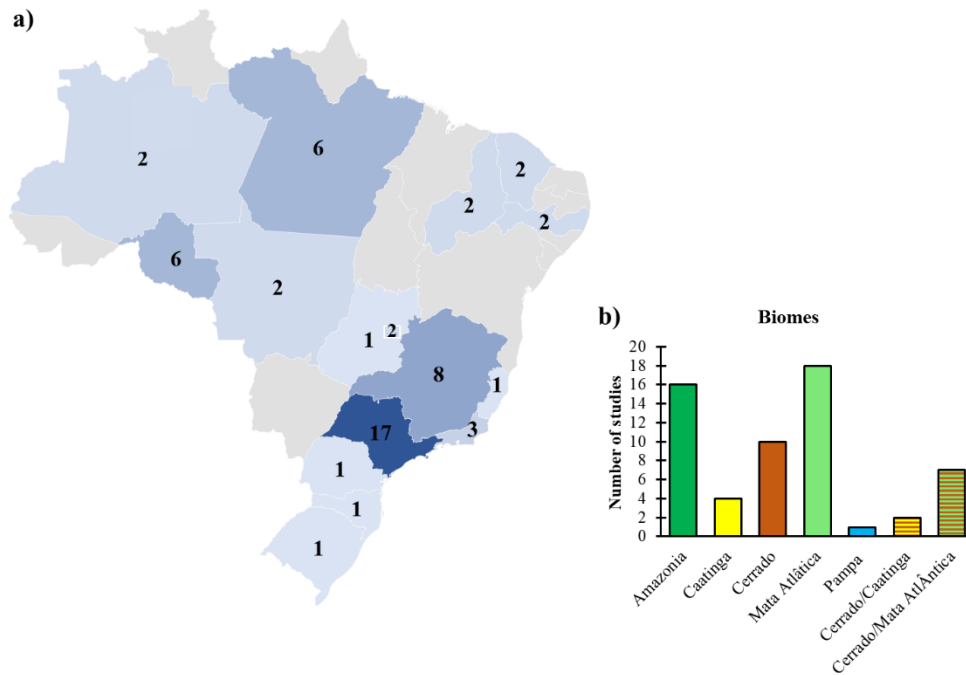 a)
6
2
2
2
2
6
2
1
2
8
1
17
3
1
1
1
b)
Biomes
Number of studies
20
18
16
14
12
10
8
6
4
2
0
Amazonia
Caatinga
Cerrado
Mata Atlâtica
Pampa
Cerrado/Caatinga
Cerrado/Mata AtlÂntica